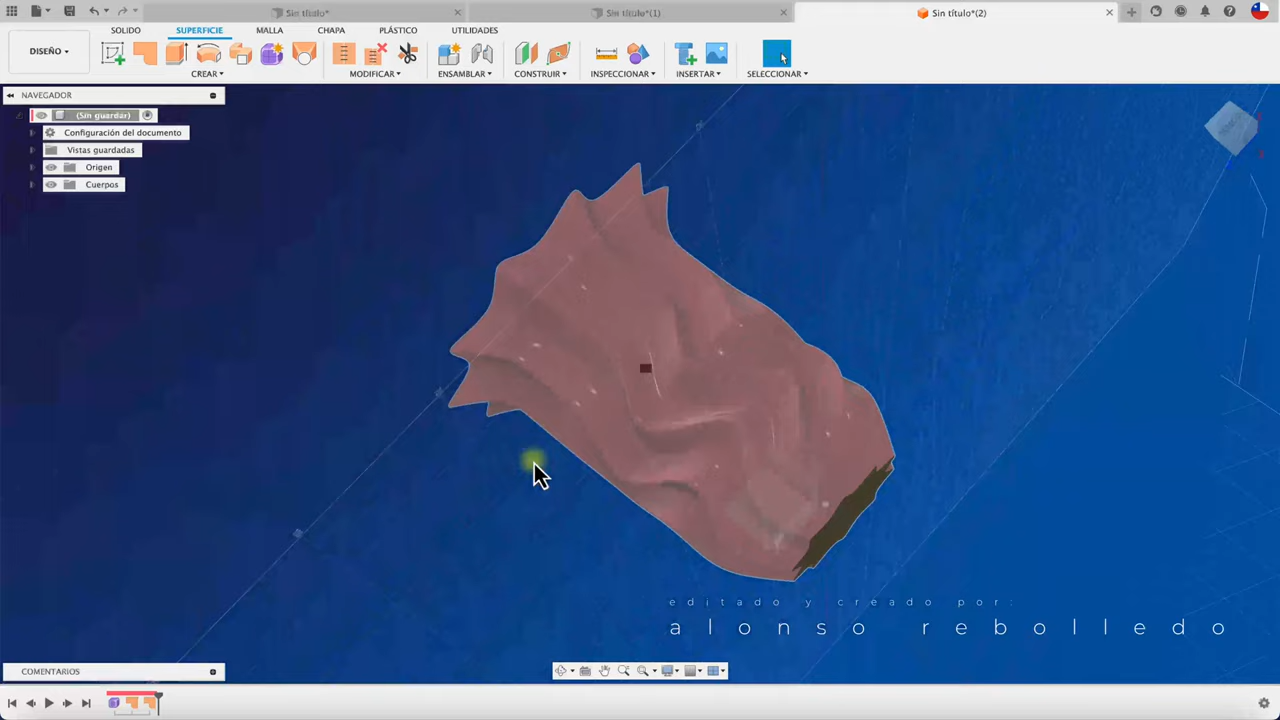 Sin título*
Sin título*(1)
Sin título*(2)
DISEÑO
SOLIDO
SUPERFICIE
MALLA
CHAPA
PLÁSTICO
UTILIDADES
CREAR
MODIFICAR
ENSAMBLAR
CONSTRUIR
INSPECCIONAR
INSERTAR
SELECCIONAR
NAVEGADOR
(Sin guardar)
Configuración del documento
Vistas guardadas
Origen
Cuerpos
editado y creado por:
alonso rebolledo
COMENTARIOS